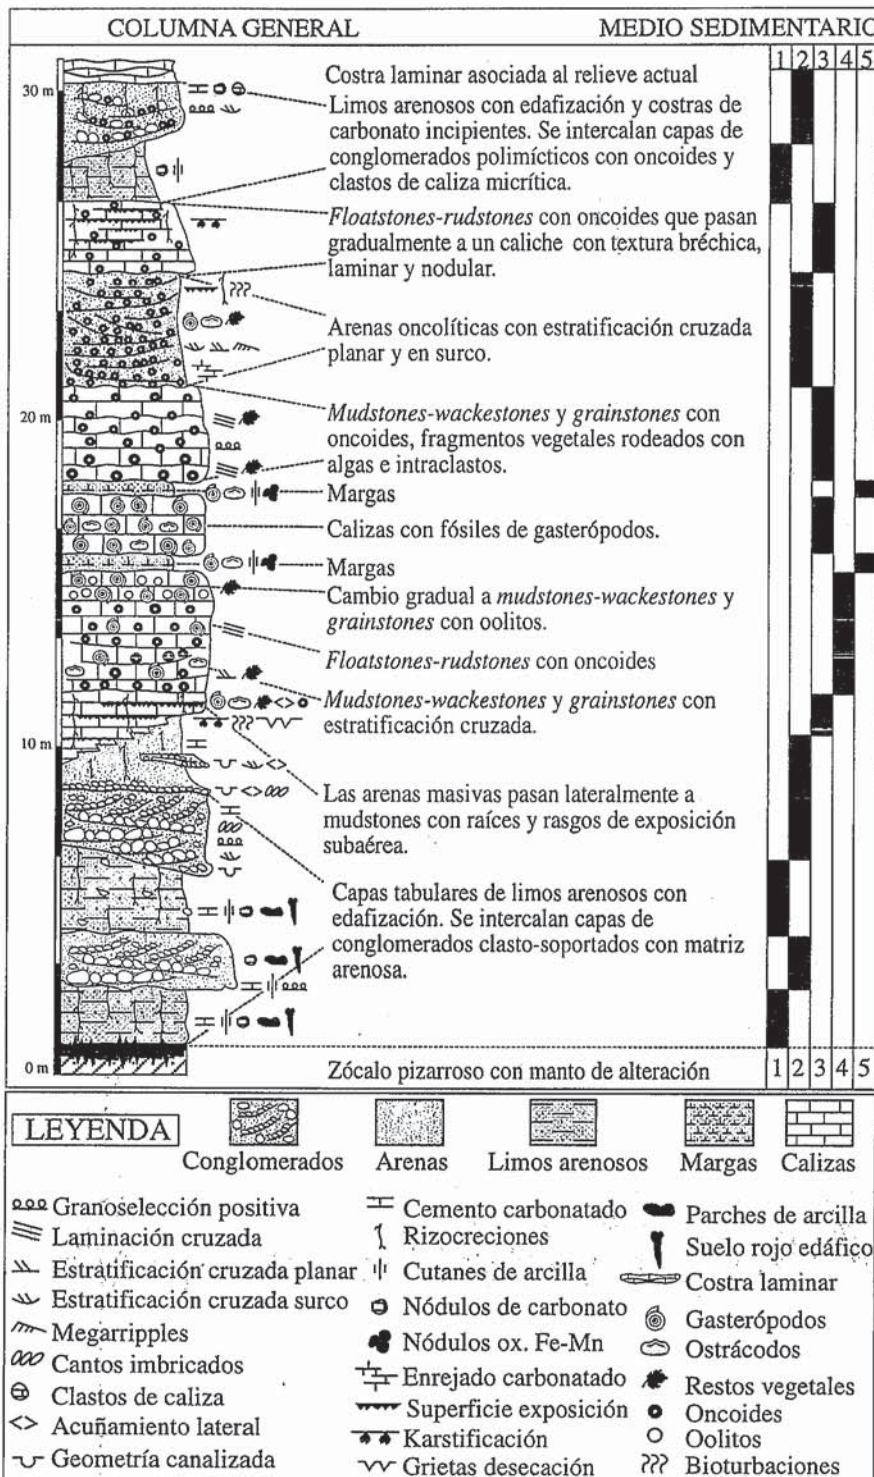 COLUMNA GENERAL
MEDIO SEDIMENTARIO
1 2 3 4 5
30 m
Costra laminar asociada al relieve actual
Limos arenosos con edafización y costras de
carbonato incipientes. Se intercalan capas de
conglomerados polimícticos con oncoides y
clastos de caliza micrítica.
Floatstones-rudstones con oncoides que pasan
gradualmente a un caliche con textura bréchica,
laminar y nodular.
Arenas oncolíticas con estratificación cruzada
planar y en surco.
20 m
Mudstones-wackestones y grainstones con
oncoides, fragmentos vegetales rodeados con
algas e intraclastos.
Margas
Calizas con fósiles de gasterópodos.
Margas
Cambio gradual a mudstones-wackestones y
grainstones con oolitos.
Floatstones-rudstones con oncoides
Mudstones-wackestones y grainstones con
estratificación cruzada.
10 m
Las arenas masivas pasan lateralmente a
mudstones con raíces y rasgos de exposición
subaérea.
Capas tabulares de limos arenosos con
edafización. Se intercalan capas de
conglomerados clasto-soportados con matriz
arenosa.
0 m
Zócalo pizarroso con manto de alteración
1 2 3 4 5
LEYENDA
Conglomerados
Arenas
Limos arenosos
Margas
Calizas
Granoselección positiva
Laminación cruzada
Estratificación cruzada planar
Estratificación cruzada surco
Megarripples
Cantos imbricados
Clastos de caliza
Acuñamiento lateral
Geometría canalizada
Cemento carbonatado
Rizocreciones
Cutanes de arcilla
Nódulos de carbonato
Nódulos ox. Fe-Mn
Enrejado carbonatado
Superficie exposición
Karstificación
Grietas desecación
Parches de arcilla
Suelo rojo edáfico
Costra laminar
Gasterópodos
Ostrácodos
Restos vegetales
Oncoides
Oolitos
Bioturbaciones